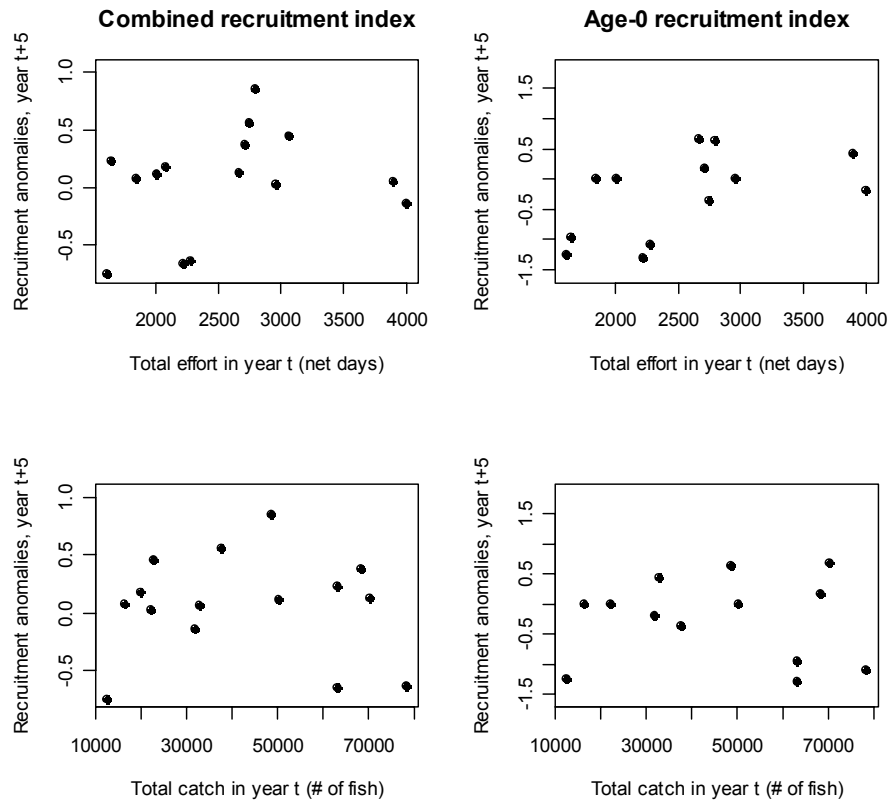 Combined recruitment index
Age-0 recruitment index
Recruitment anomalies, year t+5
1.0
0.5
0.0
-0.5
2000 2500 3000 3500 4000
Total effort in year t (net days)
Recruitment anomalies, year t+5
1.5
0.5
-0.5
-1.5
2000 2500 3000 3500 4000
Total effort in year t (net days)
Recruitment anomalies, year t+5
1.0
0.5
0.0
-0.5
10000 30000 50000 70000
Total catch in year t (# of fish)
Recruitment anomalies, year t+5
1.5
0.5
-0.5
-1.5
10000 30000 50000 70000
Total catch in year t (# of fish)